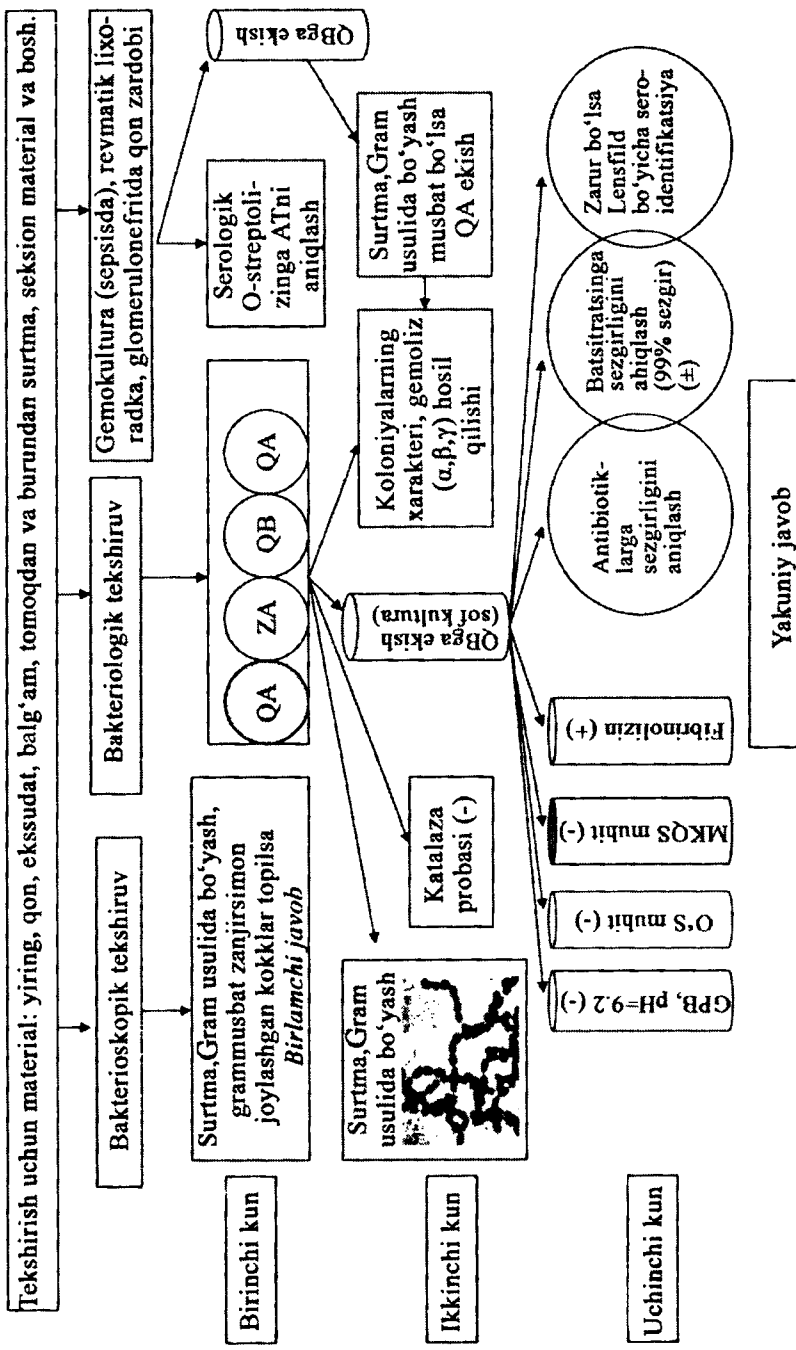 Tekshirish uchun material: yiring, qon, ekssudat, balg‘am, tomoqdan va burundan surtma, seksion material va bosh.
Bakterioskopik tekshiruv
Bakteriologik tekshiruv
Gemokultura (sepsisda), revmatik lixo-
radka, glomerulonefritda qon zardobi
Birinchi kun
Surtma,Gram usulida bo‘yash,
grammusbat zanjirsimon
joylashgan kokklar topilsa
Birlamchi javob
QA
ZA
QB
QA
Serologik
O-streptoli-
zinga ATni
aniqlash
QBga ekish
Ikkinchi kun
Surtma,Gram
usulida bo‘yash
Katalaza
probasi (-)
QBga ekish
(sof kultura)
Koloniyalarning
xarakteri, gemoliz
(α,β,γ) hosil
qilishi
Surtma,Gram
usulida bo‘yash
musbat bo‘lsa
QA ekish
Uchinchi kun
GPB, pH=9.2 (-)
O‘S muhit (-)
MKQS muhit (-)
Fibrinolizin (+)
Antibiotik-
larga
sezgirligini
aniqlash
Batsitratsinga
sezgirligini
ahiqlash
(99% sezgir)
(±)
Zarur bo‘lsa
Lensfild
bo‘yicha sero-
identifikatsiya
Yakuniy javob